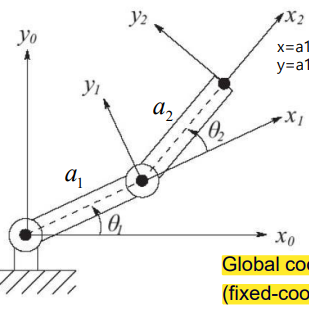 y₂
x₂
y₀
x=a1
y=a1
y₁
a₂
x₁
θ₂
a₁
θ₁
x₀
Global coo
(fixed-coo